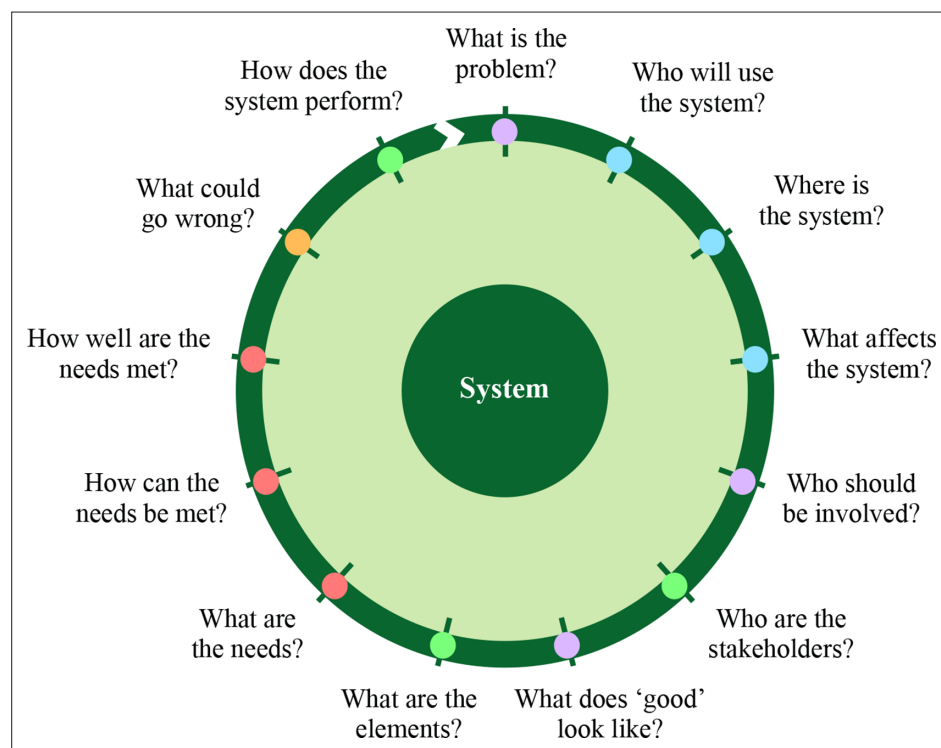 What is the
problem?
Who will use
the system?
Where is
the system?
What affects
the system?
Who should
be involved?
Who are the
stakeholders?
What does ‘good’
look like?
What are the
elements?
What are
the needs?
How can the
needs be met?
How well are the
needs met?
What could
go wrong?
How does the
system perform?
System